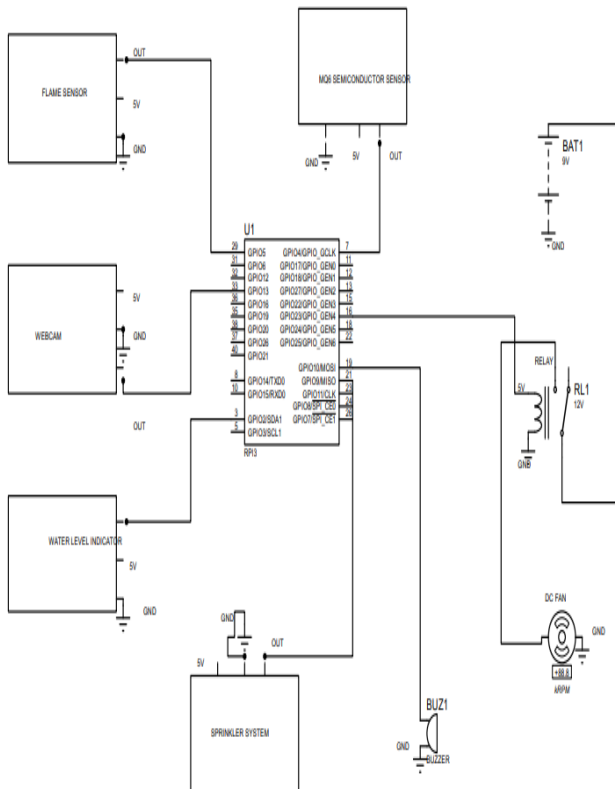 FLAME SENSOR
OUT
5V
GND
MQ6 SEMICONDUCTOR SENSOR
GND
5V
OUT
BAT1
9V
GND
U1
29 GPIO5 GPIO4/GPIO_GCLK 7
31 GPIO6 GPIO17/GPIO_GEN0 11
32 GPIO12 GPIO18/GPIO_GEN1 12
33 GPIO13 GPIO27/GPIO_GEN2 13
36 GPIO16 GPIO22/GPIO_GEN3 15
35 GPIO19 GPIO23/GPIO_GEN4 16
38 GPIO20 GPIO24/GPIO_GEN5 18
37 GPIO26 GPIO25/GPIO_GEN6 22
40 GPIO21
GPIO10/MOSI 19
8 GPIO14/TXD0 GPIO9/MISO 21
10 GPIO15/RXD0 GPIO11/CLK 23
GPIO8/SPI_CE0 24
3 GPIO2/SDA1 GPIO7/SPI_CE1 26
5 GPIO3/SCL1
RPI3
WEBCAM
5V
GND
OUT
RELAY
5V
RL1
12V
GND
WATER LEVEL INDICATOR
5V
GND
DC FAN
GND
+88.8
ARPM
GND
OUT
5V
SPRINKLER SYSTEM
BUZ1
GND
BUZZER